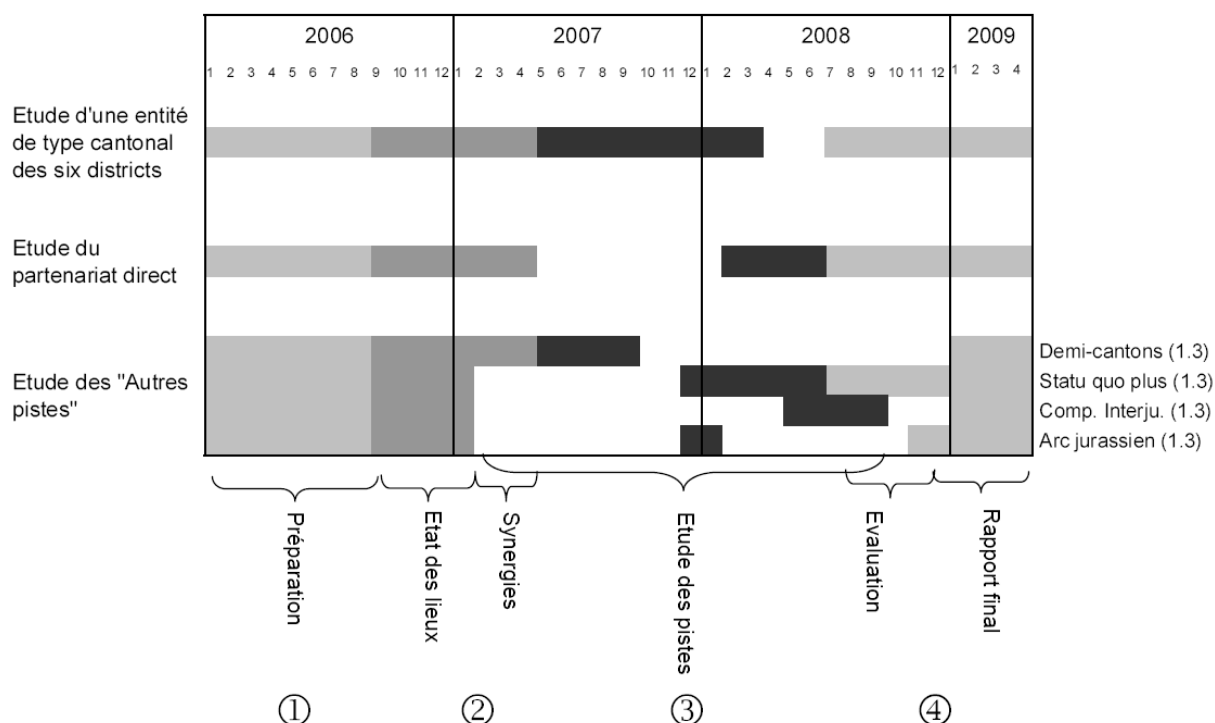 2006 2007 2008 2009
1 2 3 4 5 6 7 8 9 10 11 12 1 2 3 4 5 6 7 8 9 10 11 12 1 2 3 4 5 6 7 8 9 10 11 12 1 2 3 4
Etude d'une entité
de type cantonal
des six districts
Etude du
partenariat direct
Etude des "Autres
pistes"
Demi-cantons (1.3)
Statu quo plus (1.3)
Comp. Interju. (1.3)
Arc jurassien (1.3)
Préparation
Etat des lieux
Synergies
Etude des pistes
Evaluation
Rapport final
① ② ③ ④